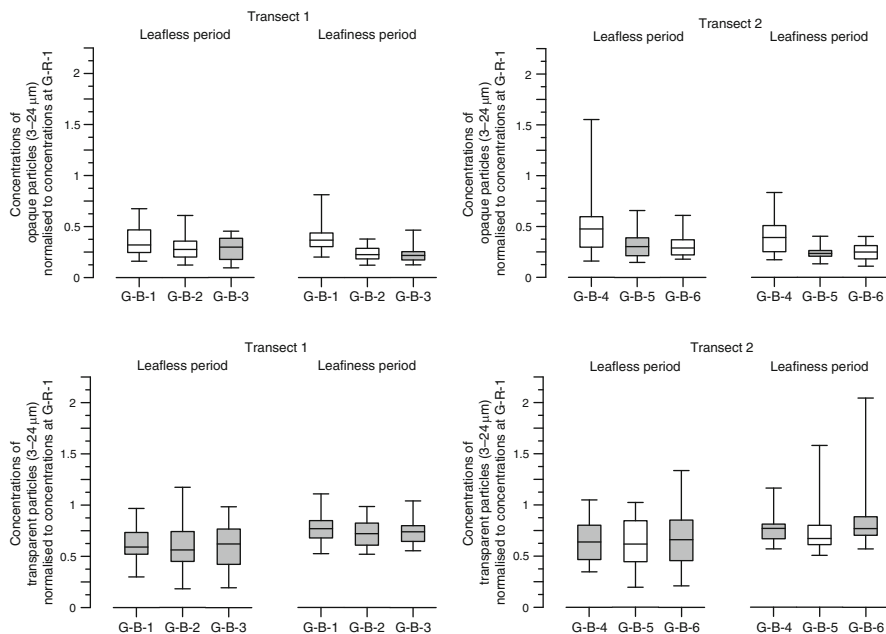 Transect 1
Leafless period Leafiness period
Concentrations of
opaque particles (3–24 µm)
normalised to concentrations at G-R-1
2
1.5
1
0.5
0
G-B-1 G-B-2 G-B-3 G-B-1 G-B-2 G-B-3
Transect 2
Leafless period Leafiness period
Concentrations of
opaque particles (3–24 µm)
normalised to concentrations at G-R-1
2
1.5
1
0.5
0
G-B-4 G-B-5 G-B-6 G-B-4 G-B-5 G-B-6
Transect 1
Leafless period Leafiness period
Concentrations of
transparent particles (3–24 µm)
normalised to concentrations at G-R-1
2
1.5
1
0.5
0
G-B-1 G-B-2 G-B-3 G-B-1 G-B-2 G-B-3
Transect 2
Leafless period Leafiness period
Concentrations of
transparent particles (3–24 µm)
normalised to concentrations at G-R-1
2
1.5
1
0.5
0
G-B-4 G-B-5 G-B-6 G-B-4 G-B-5 G-B-6